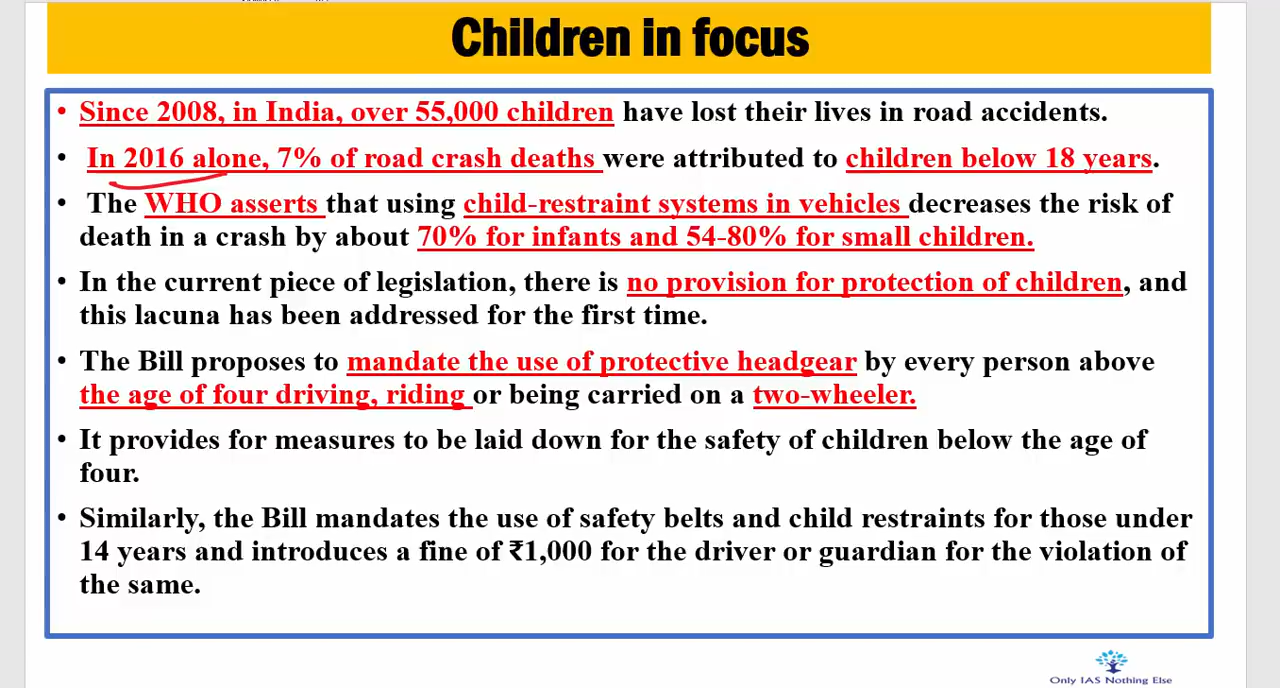 Children in focus
• Since 2008, in India, over 55,000 children have lost their lives in road accidents.
• In 2016 alone, 7% of road crash deaths were attributed to children below 18 years.
• The WHO asserts that using child-restraint systems in vehicles decreases the risk of
death in a crash by about 70% for infants and 54-80% for small children.
• In the current piece of legislation, there is no provision for protection of children, and
this lacuna has been addressed for the first time.
• The Bill proposes to mandate the use of protective headgear by every person above
the age of four driving, riding or being carried on a two-wheeler.
• It provides for measures to be laid down for the safety of children below the age of
four.
• Similarly, the Bill mandates the use of safety belts and child restraints for those under
14 years and introduces a fine of ₹1,000 for the driver or guardian for the violation of
the same.
Only IAS Nothing Else